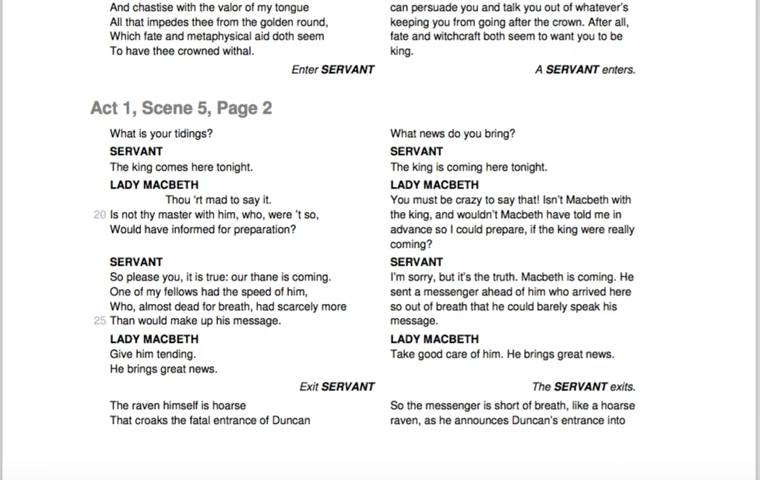 And chastise with the valor of my tongue
All that impedes thee from the golden round,
Which fate and metaphysical aid doth seem
To have thee crowned withal.
Enter SERVANT
can persuade you and talk you out of whatever's
keeping you from going after the crown. After all,
fate and witchcraft both seem to want you to be
king.
A SERVANT enters.
Act 1, Scene 5, Page 2
What is your tidings?
SERVANT
The king comes here tonight.
LADY MACBETH
Thou 'rt mad to say it.
20 Is not thy master with him, who, were 't so,
Would have informed for preparation?
SERVANT
So please you, it is true: our thane is coming.
One of my fellows had the speed of him,
Who, almost dead for breath, had scarcely more
25 Than would make up his message.
LADY MACBETH
Give him tending.
He brings great news.
Exit SERVANT
The raven himself is hoarse
That croaks the fatal entrance of Duncan
What news do you bring?
SERVANT
The king is coming here tonight.
LADY MACBETH
You must be crazy to say that! Isn't Macbeth with
the king, and wouldn't Macbeth have told me in
advance so I could prepare, if the king were really
coming?
SERVANT
I'm sorry, but it's the truth. Macbeth is coming. He
sent a messenger ahead of him who arrived here
so out of breath that he could barely speak his
message.
LADY MACBETH
Take good care of him. He brings great news.
The SERVANT exits.
So the messenger is short of breath, like a hoarse
raven, as he announces Duncan's entrance into